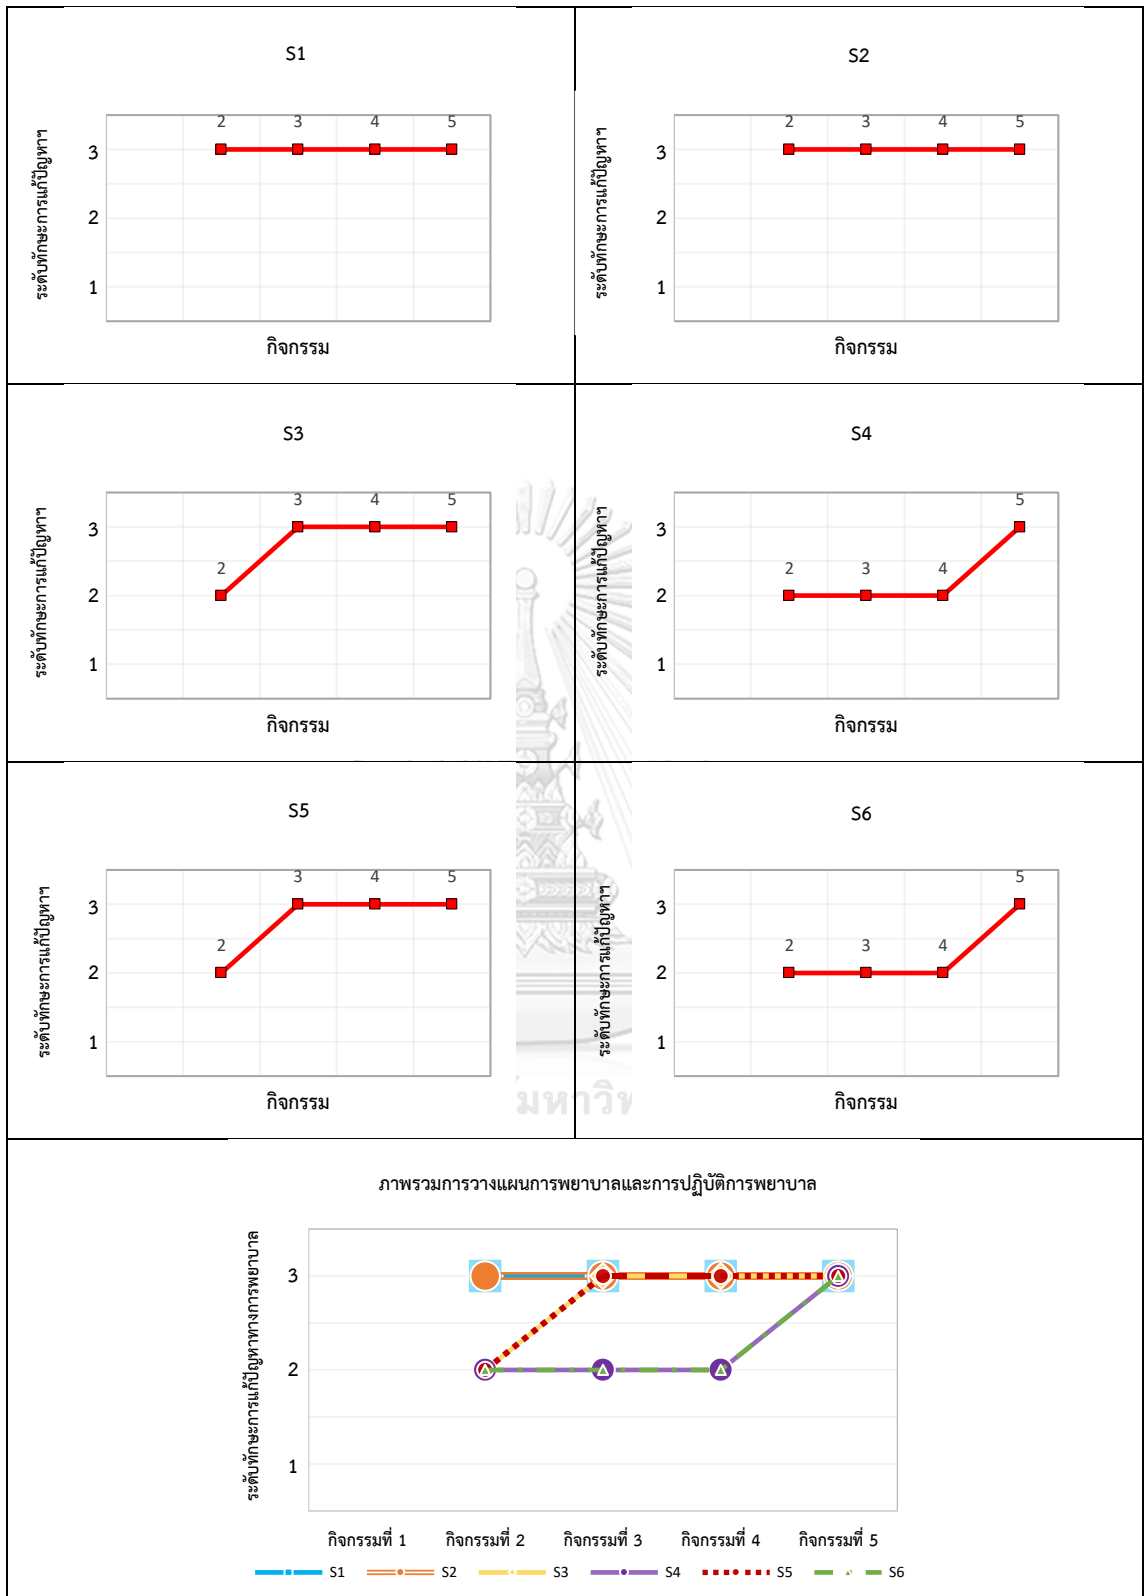 S1
2 3 4 5
3
2
1
ระดับทักษะการแก้ปัญหาฯ
กิจกรรม
S2
2 3 4 5
3
2
1
ระดับทักษะการแก้ปัญหาฯ
กิจกรรม
S3
3 4 5
2
3
2
1
ระดับทักษะการแก้ปัญหาฯ
กิจกรรม
S4
5
2 3 4
3
2
1
ระดับทักษะการแก้ปัญหาฯ
กิจกรรม
S5
3 4 5
2
3
2
1
ระดับทักษะการแก้ปัญหาฯ
กิจกรรม
S6
5
2 3 4
3
2
1
ระดับทักษะการแก้ปัญหาฯ
กิจกรรม
มหาวิ
ภาพรวมการวางแผนการพยาบาลและการปฏิบัติการพยาบาล
ระดับทักษะการแก้ปัญหาทางการพยาบาล
3
2
1
กิจกรรมที่ 1 กิจกรรมที่ 2 กิจกรรมที่ 3 กิจกรรมที่ 4 กิจกรรมที่ 5
S1 S2 S3 S4 S5 S6